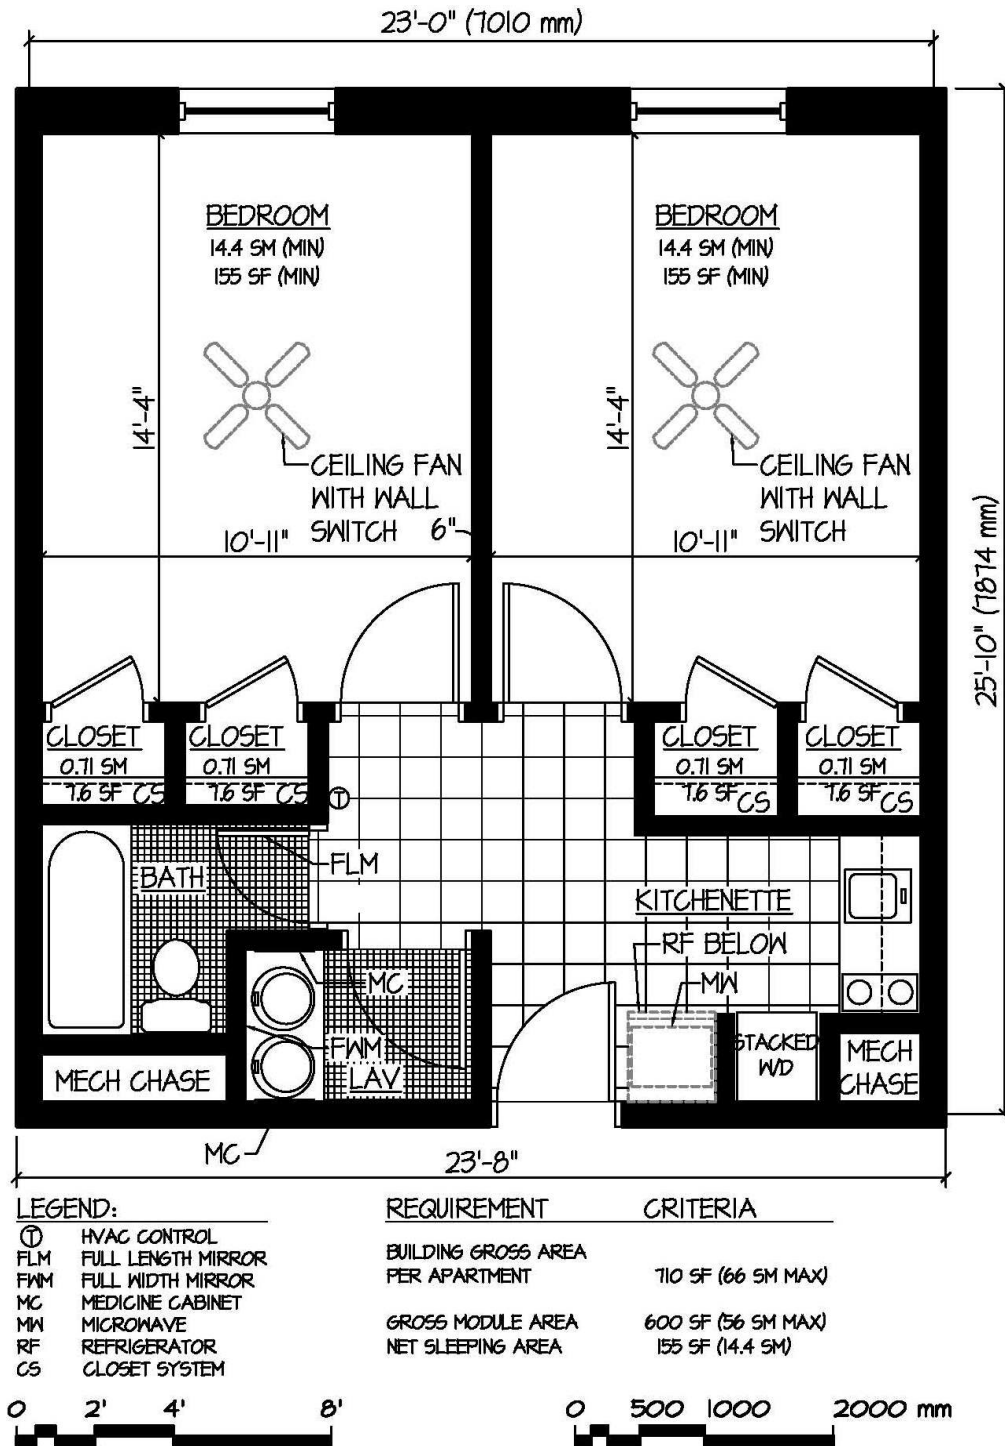 23'-0" (7010 mm)
BEDROOM
14.4 SM (MIN)
155 SF (MIN)
BEDROOM
14.4 SM (MIN)
155 SF (MIN)
14'-4"
14'-4"
CEILING FAN
WITH WALL
SWITCH
CEILING FAN
WITH WALL
SWITCH
10'-11"
6"
10'-11"
25'-10" (7874 mm)
CLOSET
0.71 SM
7.6 SF CS
CLOSET
0.71 SM
7.6 SF CS
CLOSET
0.71 SM
7.6 SF CS
CLOSET
0.71 SM
7.6 SF CS
T
FLM
BATH
KITCHENETTE
RF BELOW
MC
MW
FWM
LAV
STACKED
W/D
MECH
CHASE
MECH CHASE
MC
23'-8"
LEGEND:
T HVAC CONTROL
FLM FULL LENGTH MIRROR
FWM FULL WIDTH MIRROR
MC MEDICINE CABINET
MW MICROWAVE
RF REFRIGERATOR
CS CLOSET SYSTEM
REQUIREMENT CRITERIA
BUILDING GROSS AREA
PER APARTMENT 710 SF (66 SM MAX)
GROSS MODULE AREA 600 SF (56 SM MAX)
NET SLEEPING AREA 155 SF (14.4 SM)
0 2' 4' 8'
0 500 1000 2000 mm